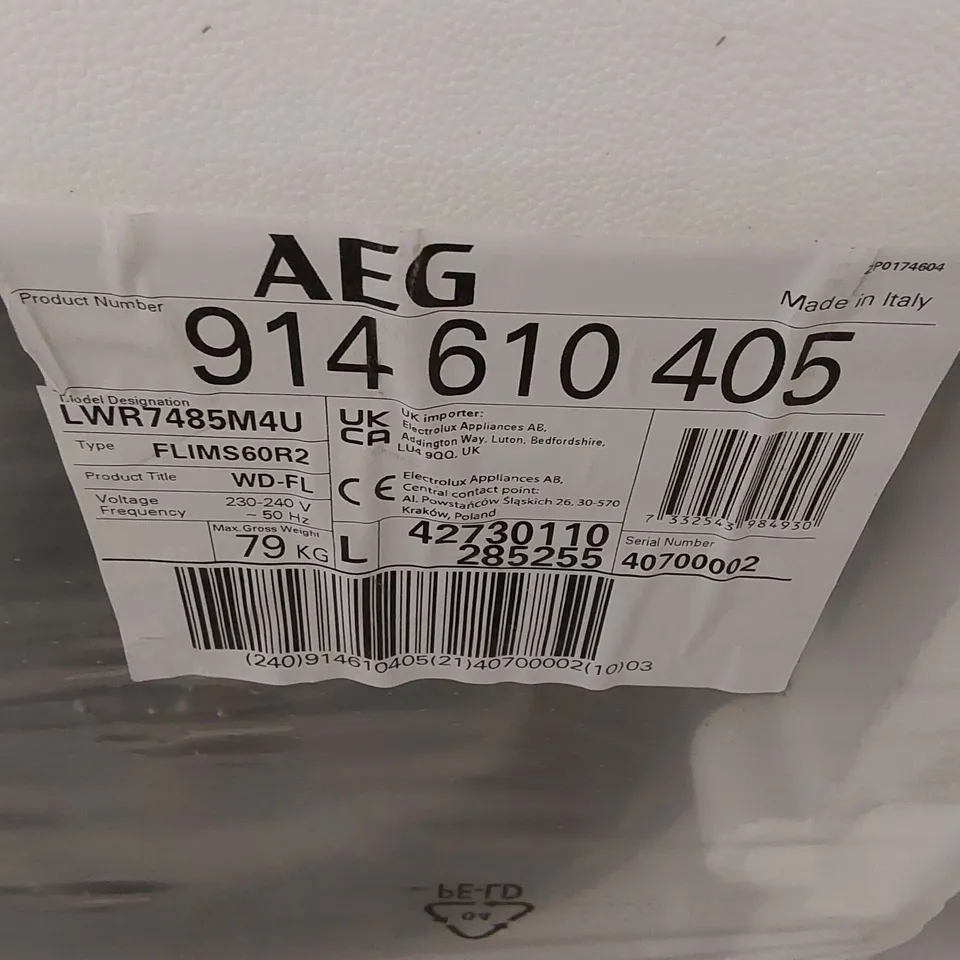 AEG
P0174604
Product Number
Made in Italy
914 610 405
Model Designation
LWR7485M4U
Type FLIMS60R2
Product Title WD-FL
Voltage 230-240 V
Frequency ~ 50 Hz
Max. Gross Weight
79 KG
UK
CA
UK importer:
Electrolux Appliances AB,
Addington Way, Luton, Bedfordshire,
LU4 9QQ, UK
CE
Electrolux Appliances AB,
Central contact point:
Al. Powstańców Śląskich 26, 30-570
Kraków, Poland
L
42730110
285255
7 332543 984930
Serial Number
40700002
(240)914610405(21)40700002(10)03
PE-LD
04